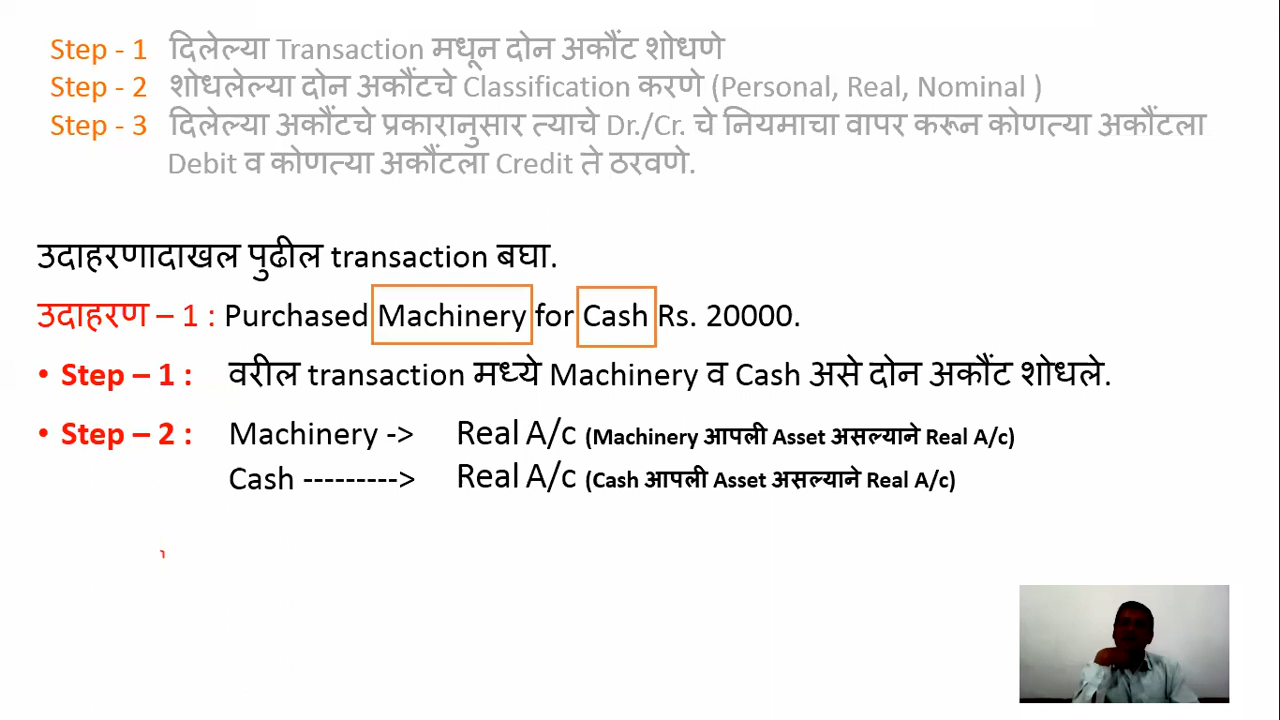 Step - 1 दिलेल्या Transaction मधून दोन अकौंट शोधणे
Step - 2 शोधलेल्या दोन अकौंटचे Classification करणे (Personal, Real, Nominal )
Step - 3 दिलेल्या अकौंटचे प्रकारानुसार त्याचे Dr./Cr. चे नियमाचा वापर करून कोणत्या अकौंटला
Debit व कोणत्या अकौंटला Credit ते ठरवणे.
उदाहरणादाखल पुढील transaction बघा.
उदाहरण – 1 : Purchased Machinery for Cash Rs. 20000.
• Step – 1 : वरील transaction मध्ये Machinery व Cash असे दोन अकौंट शोधले.
• Step – 2 : Machinery -> Real A/c (Machinery आपली Asset असल्याने Real A/c)
Cash ---------> Real A/c (Cash आपली Asset असल्याने Real A/c)